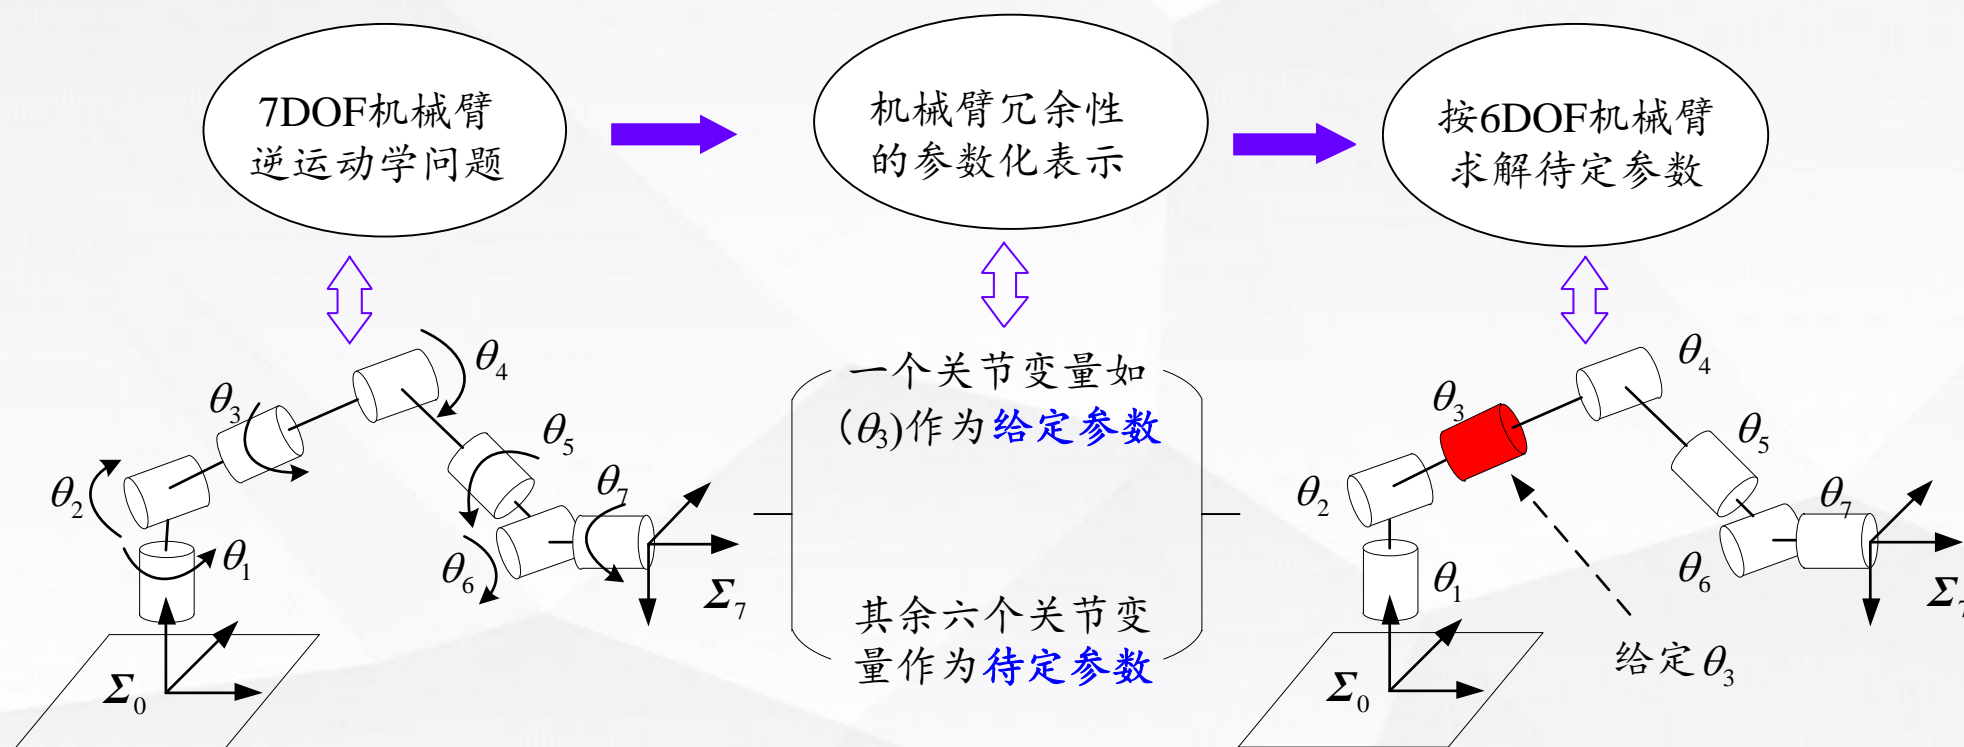 7DOF机械臂
逆运动学问题
机械臂冗余性
的参数化表示
按6DOF机械臂
求解待定参数
θ4
θ3
θ5
θ2
θ7
θ1
θ6
Σ7
Σ0
一个关节变量如
（θ3)作为给定参数
其余六个关节变
量作为待定参数
θ4
θ3
θ5
θ2
θ7
θ1
θ6
Σ7
给定θ3
Σ0